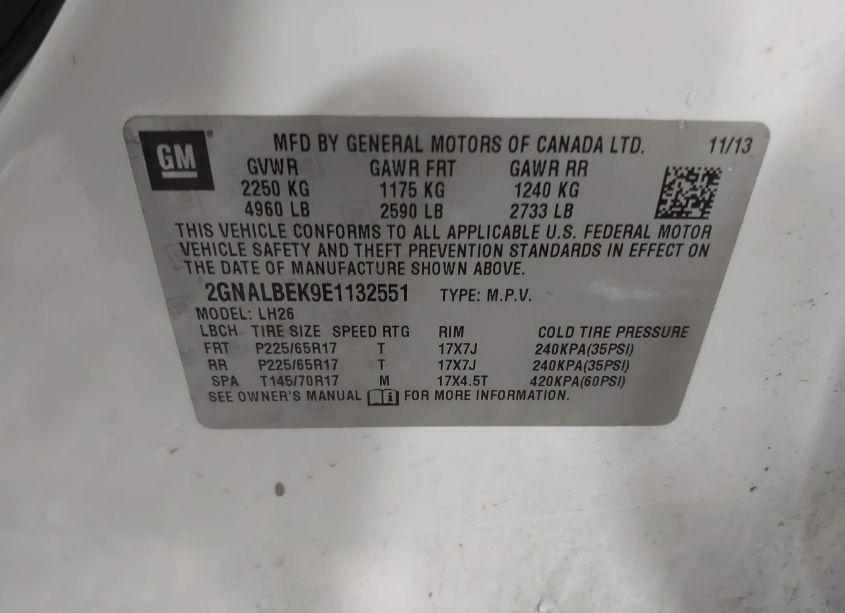 GM® MFD BY GENERAL MOTORS OF CANADA LTD. 11/13
GVWR GAWR FRT GAWR RR
2250 KG 1175 KG 1240 KG
4960 LB 2590 LB 2733 LB
THIS VEHICLE CONFORMS TO ALL APPLICABLE U.S. FEDERAL MOTOR
VEHICLE SAFETY AND THEFT PREVENTION STANDARDS IN EFFECT ON
THE DATE OF MANUFACTURE SHOWN ABOVE.
2GNALBEK9E1132551 TYPE: M.P.V.
MODEL: LH26
LBCH TIRE SIZE SPEED RTG RIM COLD TIRE PRESSURE
FRT P225/65R17 T 17X7J 240KPA(35PSI)
RR P225/65R17 T 17X7J 240KPA(35PSI)
SPA T145/70R17 M 17X4.5T 420KPA(60PSI)
SEE OWNER'S MANUAL FOR MORE INFORMATION.